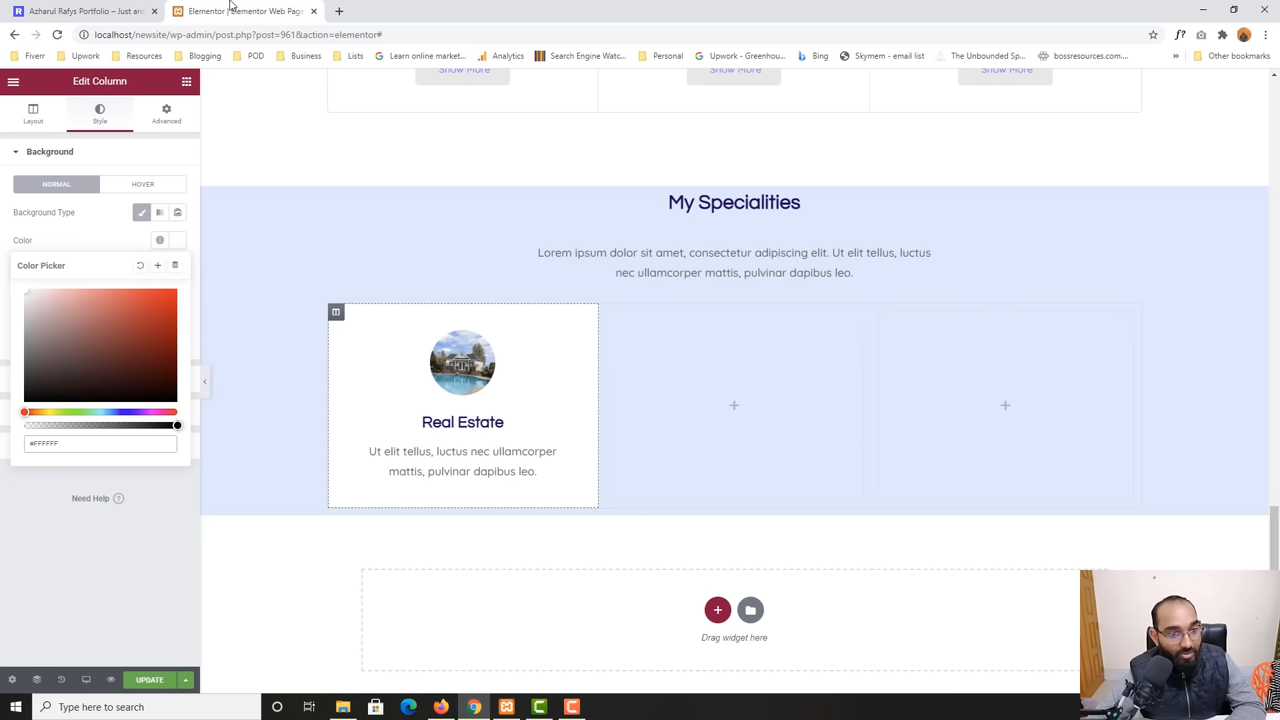 Azharul Rafys Portfolio – Just an
Elementor | Elementor Web Page
localhost/newsite/wp-admin/post.php?post=961&action=elementor#
Fiverr
Upwork
Resources
Blogging
POD
Business
Lists
Learn online market...
Analytics
Search Engine Watc...
Personal
Upwork - Greenhou...
Bing
Skymem - email list
The Unbounded Sp...
bossresources.com...
»
Other bookmarks
Edit Column
Layout
Style
Advanced
Background
NORMAL
HOVER
Background Type
Color
Color Picker
#FFFFFF
Need Help
UPDATE
Show More
Show More
Show More
My Specialities
Lorem ipsum dolor sit amet, consectetur adipiscing elit. Ut elit tellus, luctus
nec ullamcorper mattis, pulvinar dapibus leo.
Real Estate
Ut elit tellus, luctus nec ullamcorper
mattis, pulvinar dapibus leo.
Drag widget here
Type here to search